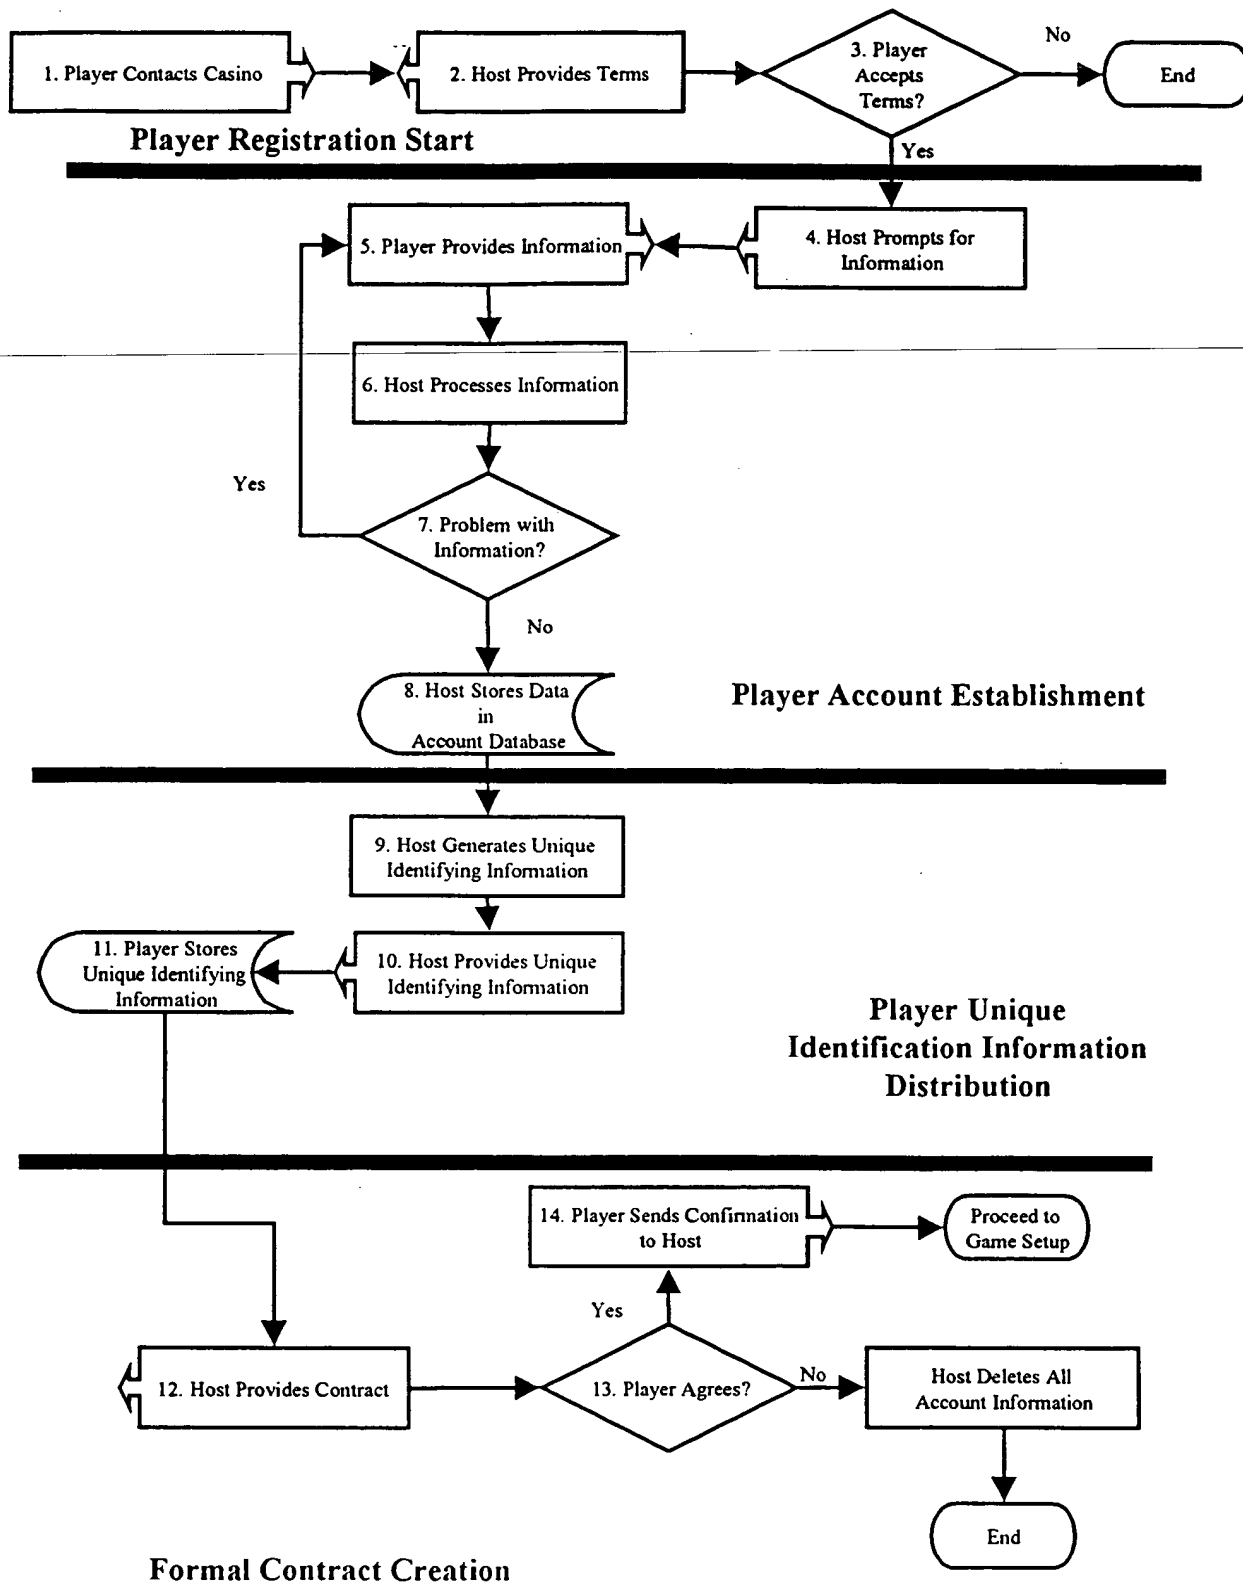 1. Player Contacts Casino
2. Host Provides Terms
3. Player
Accepts
Terms?
No
End
Player Registration Start
Yes
5. Player Provides Information
4. Host Prompts for
Information
6. Host Processes Information
Yes
7. Problem with
Information?
No
8. Host Stores Data
in
Account Database
Player Account Establishment
9. Host Generates Unique
Identifying Information
11. Player Stores
Unique Identifying
Information
10. Host Provides Unique
Identifying Information
Player Unique
Identification Information
Distribution
14. Player Sends Confirmation
to Host
Proceed to
Game Setup
Yes
12. Host Provides Contract
13. Player Agrees?
No
Host Deletes All
Account Information
End
Formal Contract Creation